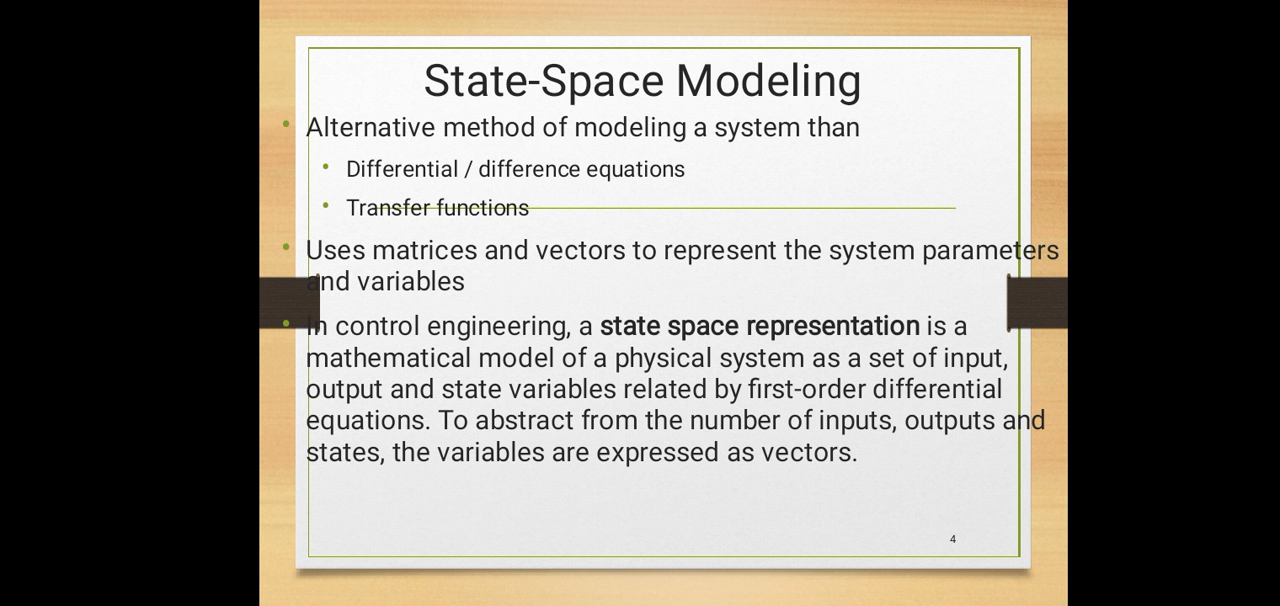 State-Space Modeling
• Alternative method of modeling a system than
• Differential / difference equations
• Transfer functions
• Uses matrices and vectors to represent the system parameters
and variables
• In control engineering, a state space representation is a
mathematical model of a physical system as a set of input,
output and state variables related by first-order differential
equations. To abstract from the number of inputs, outputs and
states, the variables are expressed as vectors.
4